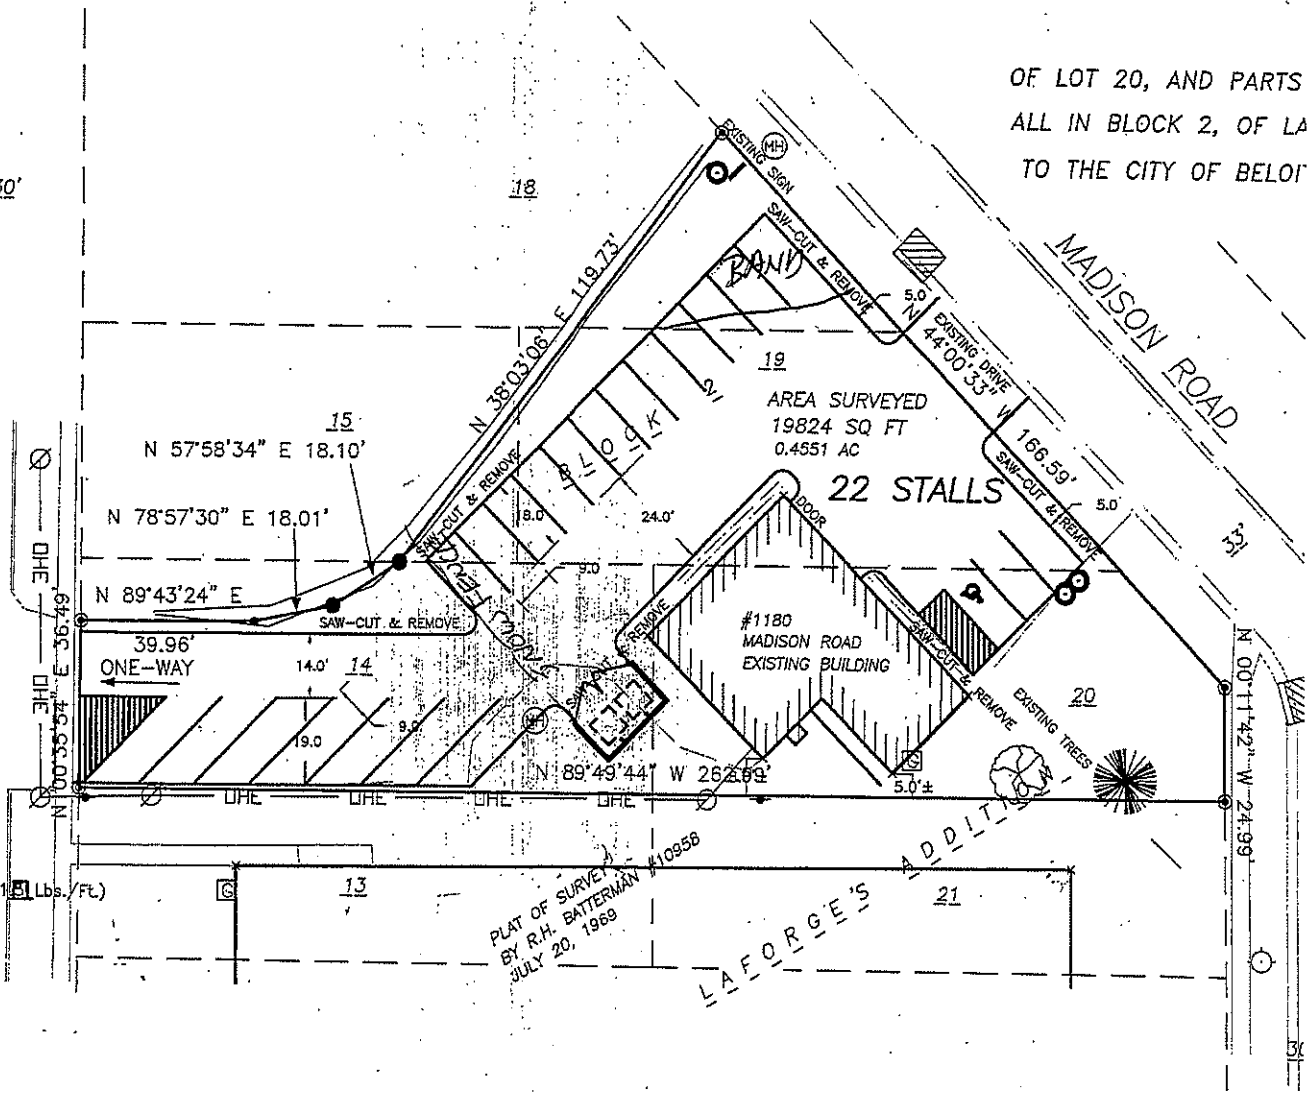 OF LOT 20, AND PARTS
ALL IN BLOCK 2, OF LA
TO THE CITY OF BELOIT
MADISON ROAD
18
EXISTING SIGN
MH
SAW-CUT & REMOVE
BAND
5.0
N 44°00'33" W
166.59'
EXISTING DRIVE
N 38°03'06" E 119.73'
19
AREA SURVEYED
19824 SQ FT
0.4551 AC
22 STALLS
BLOCK 2
15
N 57°58'34" E 18.10'
N 78°57'30" E 18.01'
N 89°43'24" E
39.96'
SAW-CUT & REMOVE
SAW-CUT & REMOVE
18.0'
24.0'
9.0
DOOR
SAW-CUT & REMOVE
5.0'
33'
ONE-WAY
14.0'
14
9.0
19.0
MH
REMOVE
#1180
MADISON ROAD
EXISTING BUILDING
SAW-CUT & REMOVE
EXISTING TREES
20
N 00°11'42" W 24.99'
N 00°35'54" E 36.49'
OHE
OHE
N 89°49'44" W
G
5.0'±
OHE
OHE
OHE
OHE
Lbs./Ft.)
G
13
PLAT OF SURVEY
BY R.H. BATTERMAN #10958
JULY 20, 1969
LAFORGE'S ADDITION
21